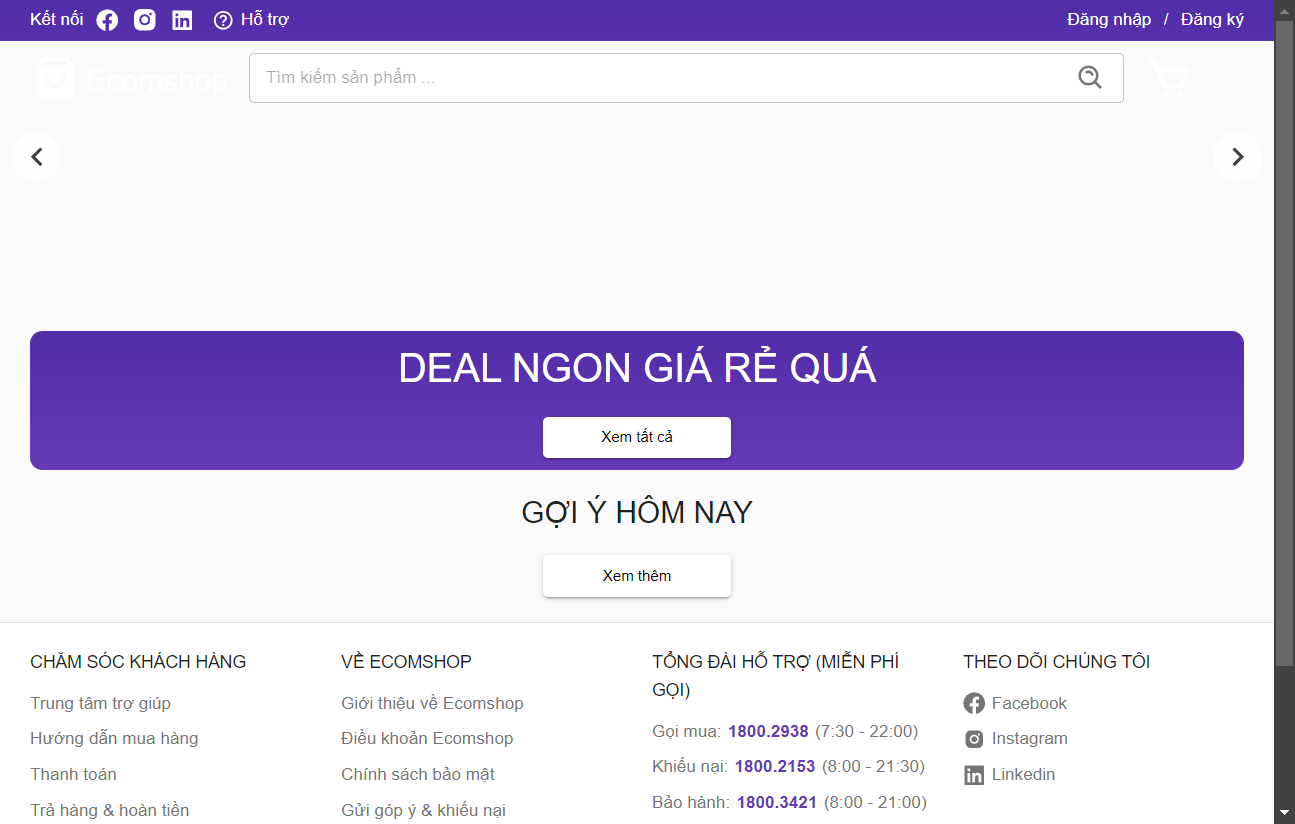 Kết nối Hỗ trợ Đăng nhập / Đăng ký
Ecomshop Tìm kiếm sản phẩm ...
DEAL NGON GIÁ RẺ QUÁ
Xem tất cả
GỢI Ý HÔM NAY
Xem thêm
CHĂM SÓC KHÁCH HÀNG
Trung tâm trợ giúp
Hướng dẫn mua hàng
Thanh toán
Trả hàng & hoàn tiền
VỀ ECOMSHOP
Giới thiệu về Ecomshop
Điều khoản Ecomshop
Chính sách bảo mật
Gửi góp ý & khiếu nại
TỔNG ĐÀI HỖ TRỢ (MIỄN PHÍ
GỌI)
Gọi mua: 1800.2938 (7:30 - 22:00)
Khiếu nại: 1800.2153 (8:00 - 21:30)
Bảo hành: 1800.3421 (8:00 - 21:00)
THEO DÕI CHÚNG TÔI
Facebook
Instagram
Linkedin